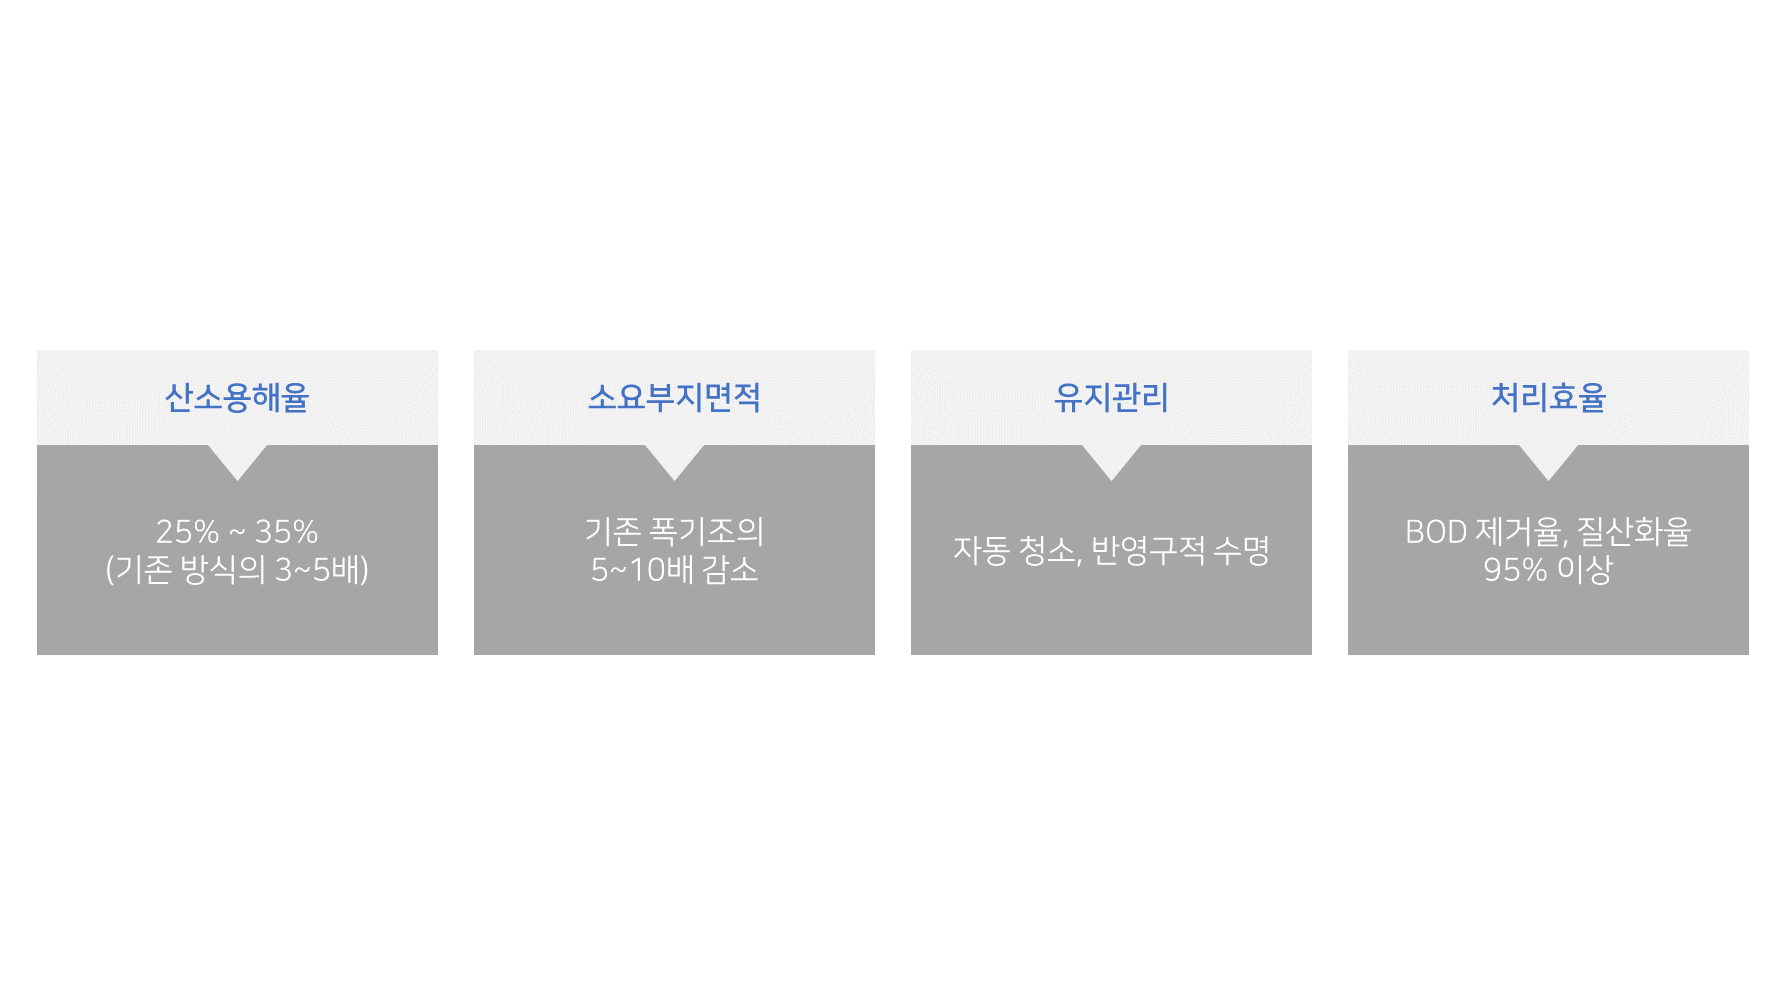 산소용해율
25% ~ 35%
(기존 방식의 3~5배)
소요부지면적
기존 폭기조의
5~10배 감소
유지관리
자동 청소, 반영구적 수명
처리효율
BOD 제거율, 질산화율
95% 이상